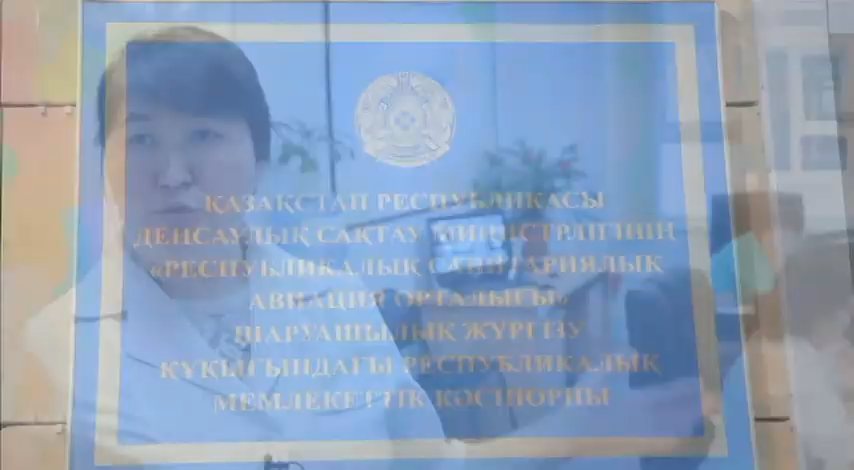 ҚАЗАҚСТАН РЕСПУБЛИКАСЫ
ДЕНСАУЛЫҚ САҚТАУ МИНИСТРЛІГІНІҢ
«РЕСПУБЛИКАЛЫҚ САНИТАРИЯЛЫҚ
АВИАЦИЯ ОРТАЛЫҒЫ»
ШАРУАШЫЛЫҚ ЖҮРГІЗУ
ҚҰҚЫҒЫНДАҒЫ РЕСПУБЛИКАЛЫҚ
МЕМЛЕКЕТТІК КӘСІПОРНЫ